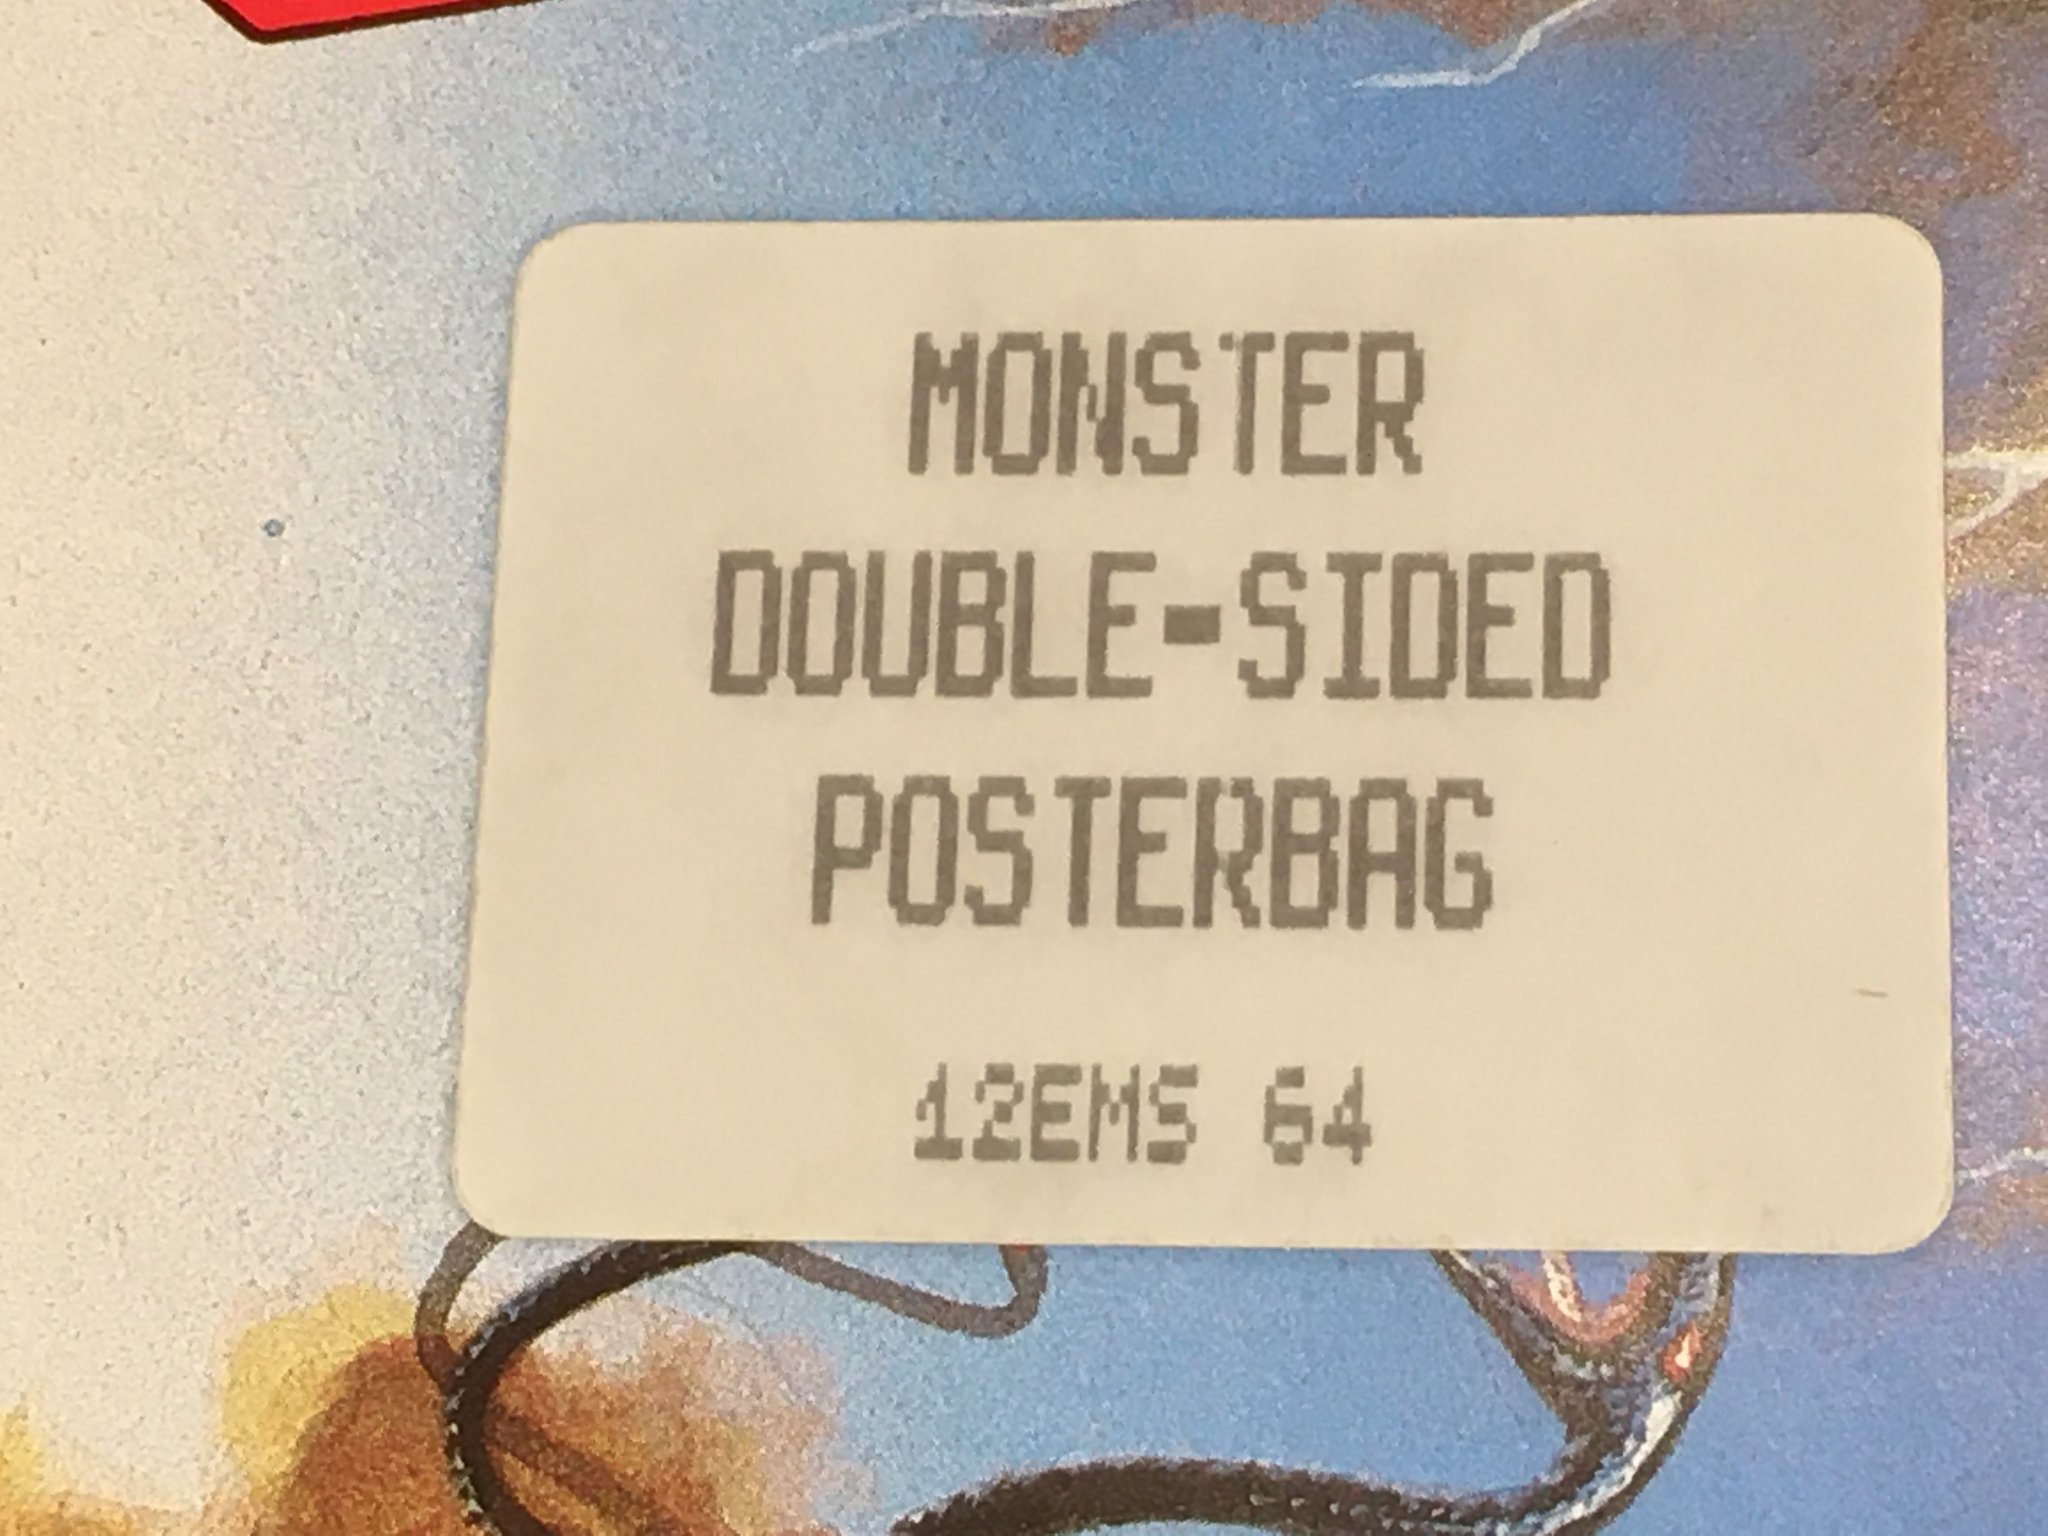 MONSTER
DOUBLE-SIDED
POSTERBAG
12EMS 64